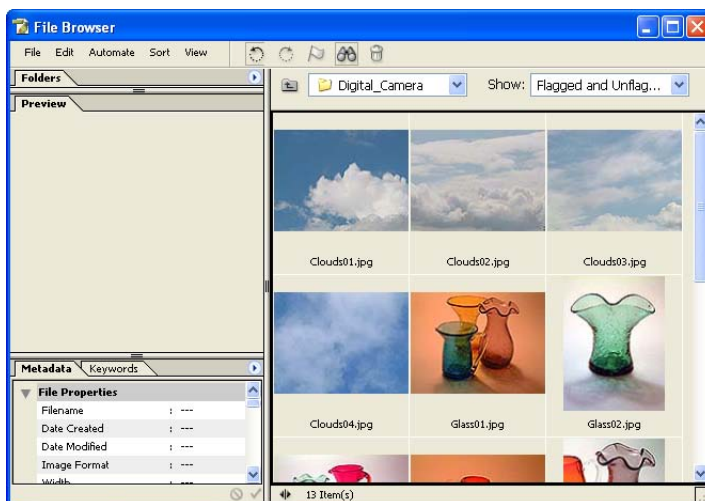 File Browser
File Edit Automate Sort View
Folders
Digital_Camera Show: Flagged and Unflag...
Preview
Clouds01.jpg Clouds02.jpg Clouds03.jpg
Metadata Keywords
File Properties
Filename : ---
Date Created : ---
Date Modified : ---
Image Format : ---
Width
Clouds04.jpg Glass01.jpg Glass02.jpg
13 Item(s)